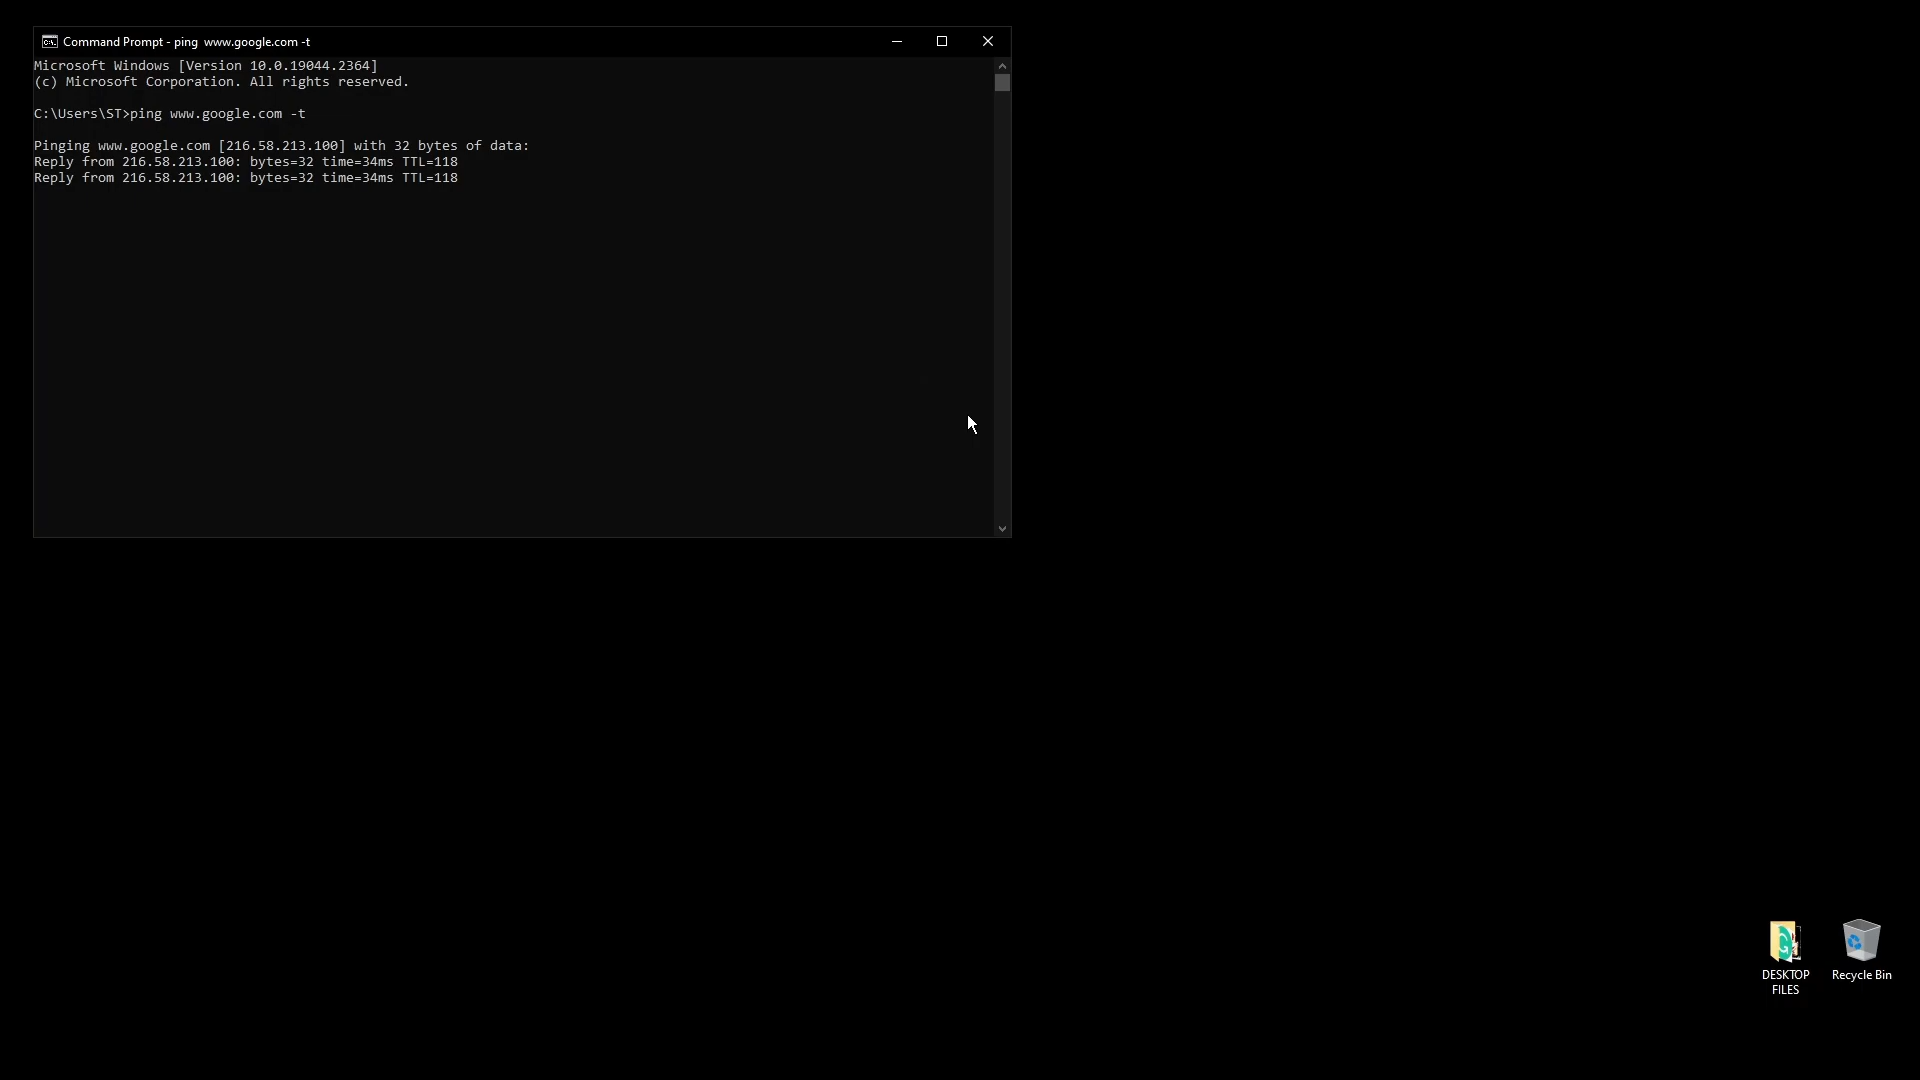 Command Prompt - ping  www.google.com -t
Microsoft Windows [Version 10.0.19044.2364]
(c) Microsoft Corporation. All rights reserved.
C:\Users\ST>ping www.google.com -t
Pinging www.google.com [216.58.213.100] with 32 bytes of data:
Reply from 216.58.213.100: bytes=32 time=34ms TTL=118
Reply from 216.58.213.100: bytes=32 time=34ms TTL=118
DESKTOP
FILES
Recycle Bin